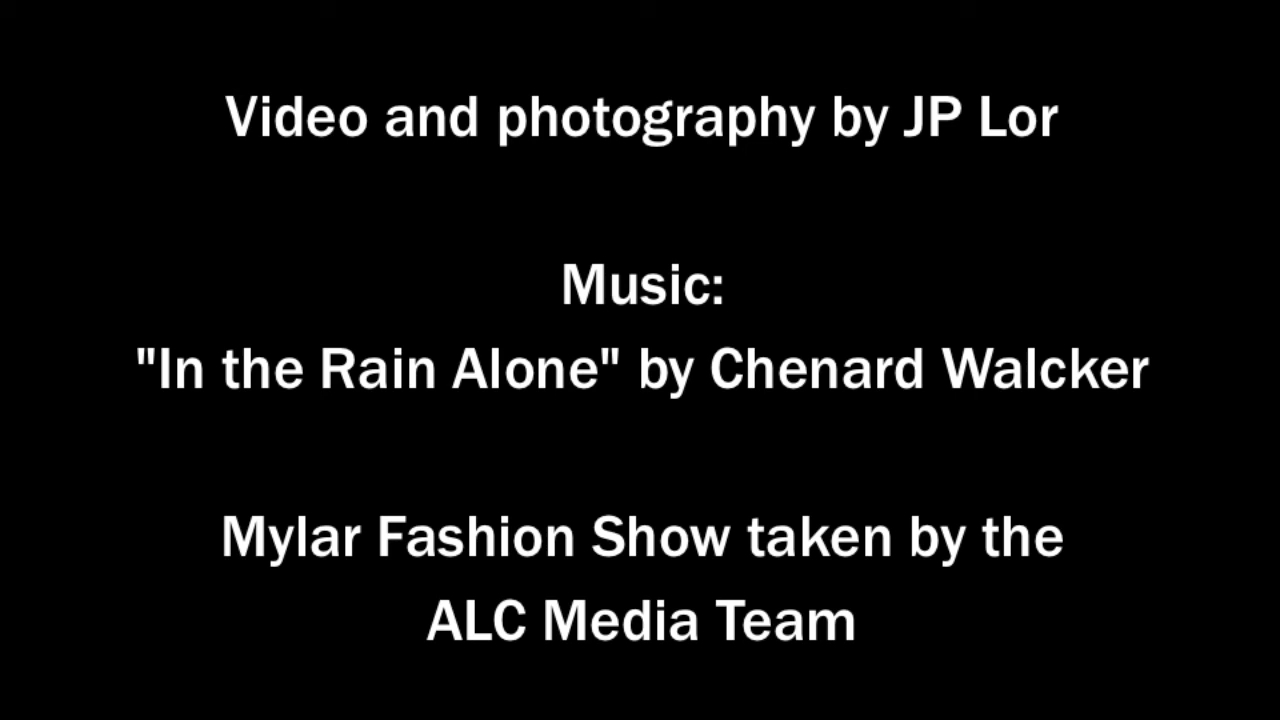 Video and photography by JP Lor
Music:
"In the Rain Alone" by Chenard Walcker
Mylar Fashion Show taken by the
ALC Media Team